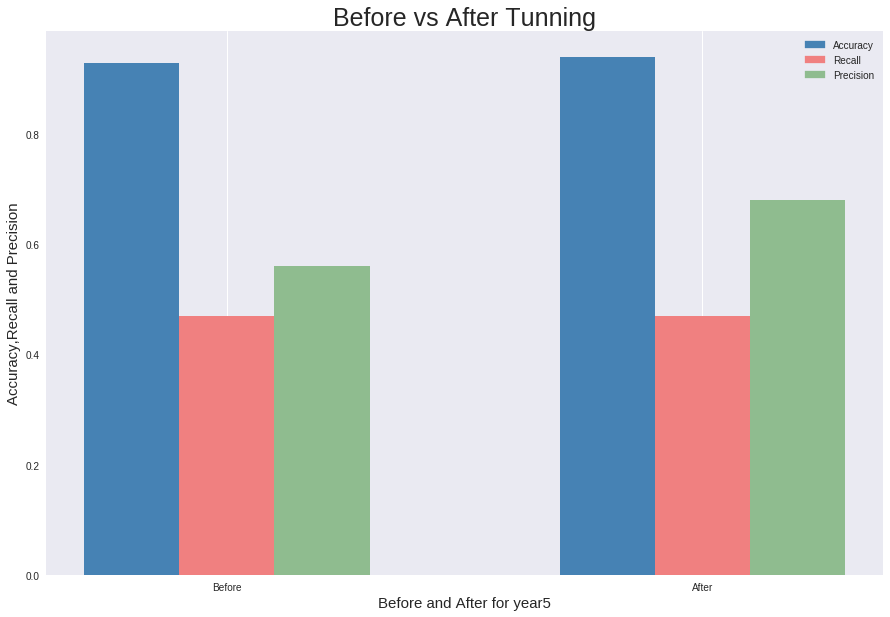 Before vs After Tunning
Accuracy
Recall
Precision
Accuracy,Recall and Precision
0.8
0.6
0.4
0.2
0.0
Before
After
Before and After for year5